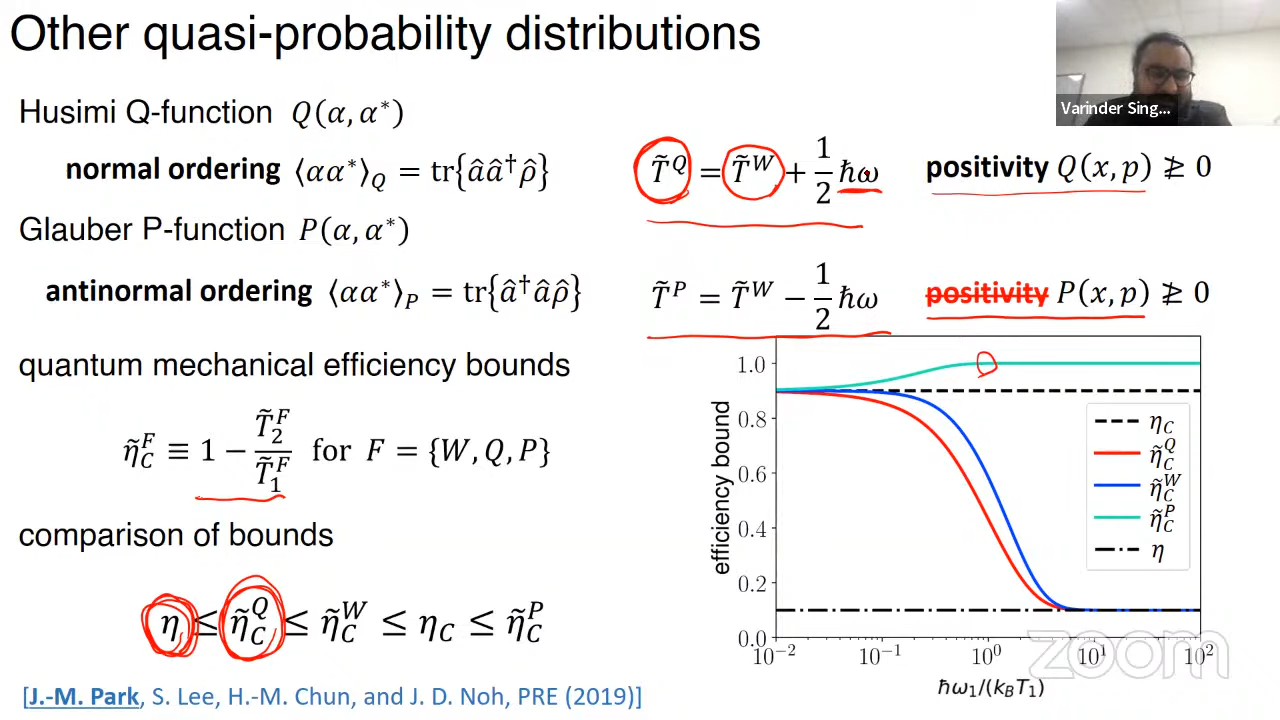 Other quasi-probability distributions
Varinder Sing...
Husimi Q-function Q(α, α*)
normal ordering ⟨αα*⟩_Q = tr{ââ†ρ̂}
T̃^Q = T̃^W + 1/2 ħω
positivity Q(x, p) ≩ 0
Glauber P-function P(α, α*)
antinormal ordering ⟨αα*⟩_P = tr{â†âρ̂}
T̃^P = T̃^W − 1/2 ħω
positivity P(x, p) ≩ 0
quantum mechanical efficiency bounds
η̃_C^F ≡ 1 − T̃_2^F / T̃_1^F for F = {W, Q, P}
comparison of bounds
η ≤ η̃_C^Q ≤ η̃_C^W ≤ η_C ≤ η̃_C^P
[J.-M. Park, S. Lee, H.-M. Chun, and J. D. Noh, PRE (2019)]
efficiency bound
1.0
0.8
0.6
0.4
0.2
0.0
η_C
η̃_C^Q
η̃_C^W
η̃_C^P
η
10^−2 10^−1 10^0 10^1 10^2
ħω_1/(k_BT_1)
zoom